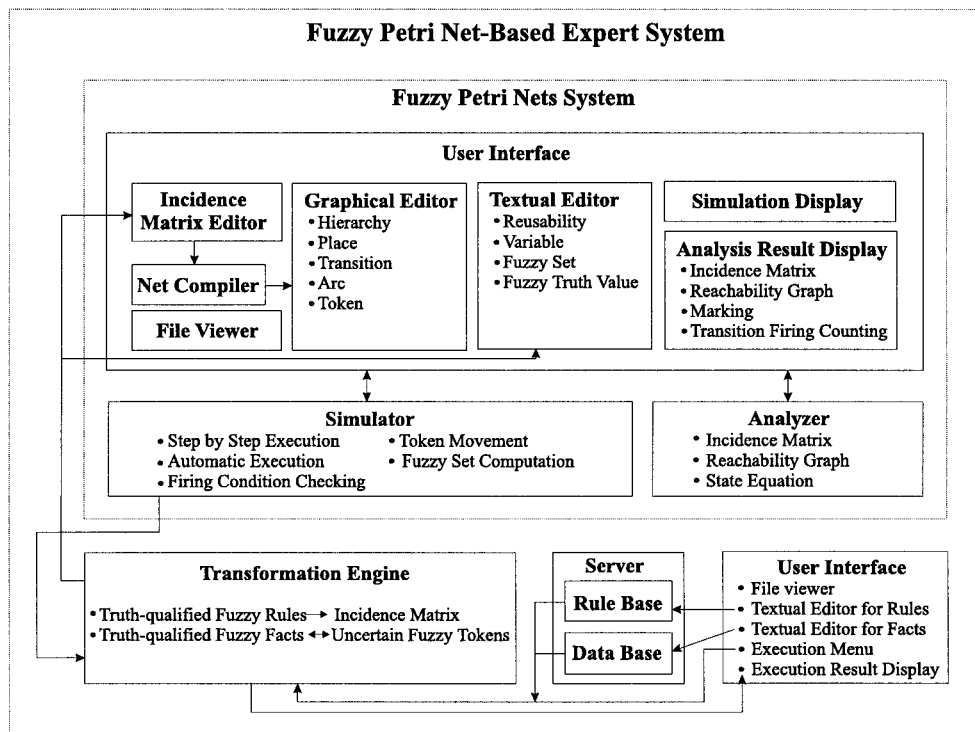 Fuzzy Petri Net-Based Expert System
Fuzzy Petri Nets System
User Interface
Incidence
Matrix Editor
Net Compiler
File Viewer
Graphical Editor
• Hierarchy
• Place
• Transition
• Arc
• Token
Textual Editor
• Reusability
• Variable
• Fuzzy Set
• Fuzzy Truth Value
Simulation Display
Analysis Result Display
• Incidence Matrix
• Reachability Graph
• Marking
• Transition Firing Counting
Simulator
• Step by Step Execution
• Automatic Execution
• Firing Condition Checking
• Token Movement
• Fuzzy Set Computation
Analyzer
• Incidence Matrix
• Reachability Graph
• State Equation
Transformation Engine
• Truth-qualified Fuzzy Rules → Incidence Matrix
• Truth-qualified Fuzzy Facts ↔ Uncertain Fuzzy Tokens
Server
Rule Base
Data Base
User Interface
• File viewer
• Textual Editor for Rules
• Textual Editor for Facts
• Execution Menu
• Execution Result Display